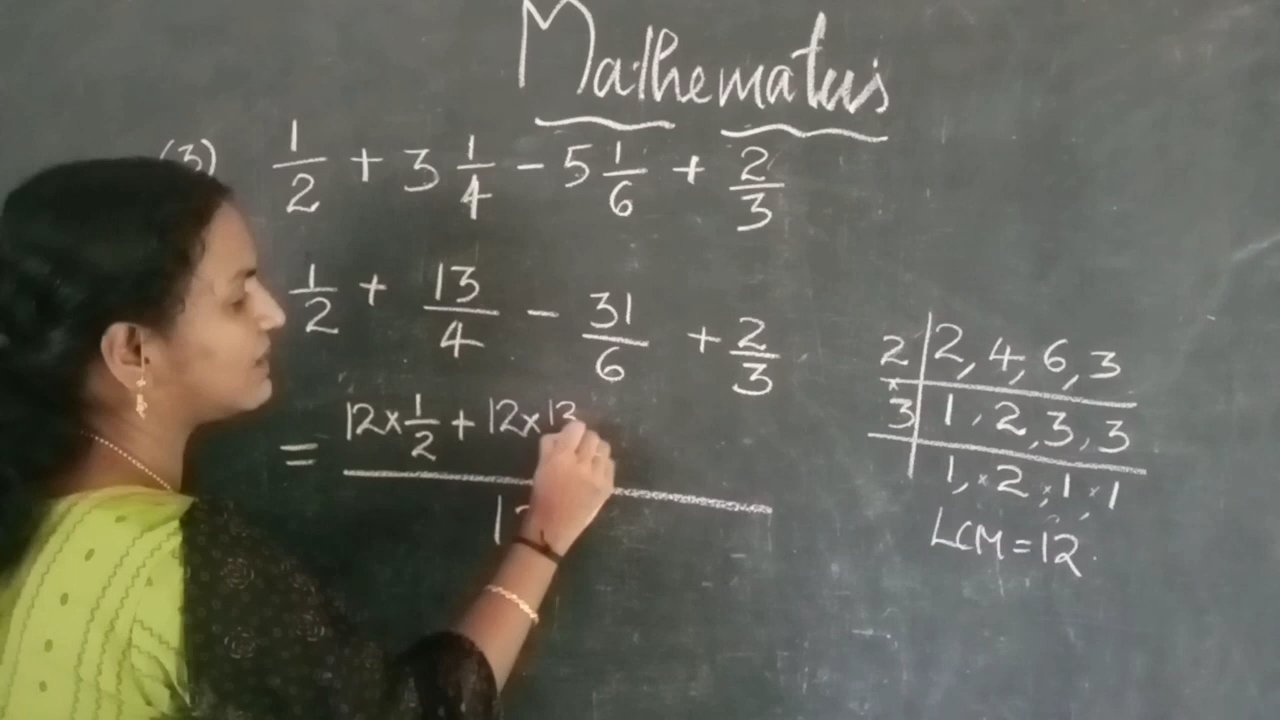 Mathematics
(3) 1/2 + 3 1/4 - 5 1/6 + 2/3
1/2 + 13/4 - 31/6 + 2/3
= 12×1/2 + 12×13
2 | 2, 4, 6, 3
×
3 | 1, 2, 3, 3
1, × 2, × 1, × 1
LCM = 12.